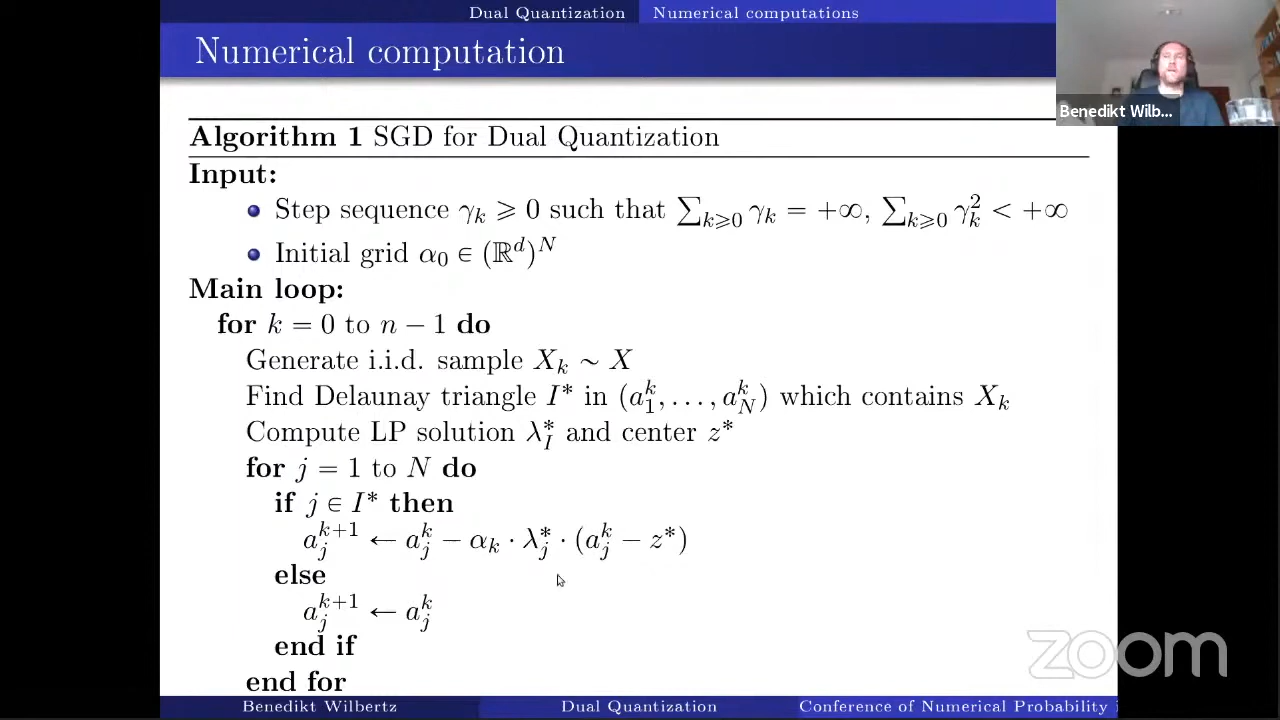 Dual Quantization Numerical computations
Numerical computation
Benedikt Wilb...
Algorithm 1 SGD for Dual Quantization
Input:
Step sequence γ_k ⩾ 0 such that ∑_{k⩾0} γ_k = +∞, ∑_{k⩾0} γ_k^2 < +∞
Initial grid α_0 ∈ (ℝ^d)^N
Main loop:
for k = 0 to n − 1 do
Generate i.i.d. sample X_k ∼ X
Find Delaunay triangle I* in (a_1^k, . . . , a_N^k) which contains X_k
Compute LP solution λ_I^* and center z*
for j = 1 to N do
if j ∈ I* then
a_j^{k+1} ← a_j^k − α_k · λ_j^* · (a_j^k − z*)
else
a_j^{k+1} ← a_j^k
end if
end for
zoom
Benedikt Wilbertz Dual Quantization Conference of Numerical Probability